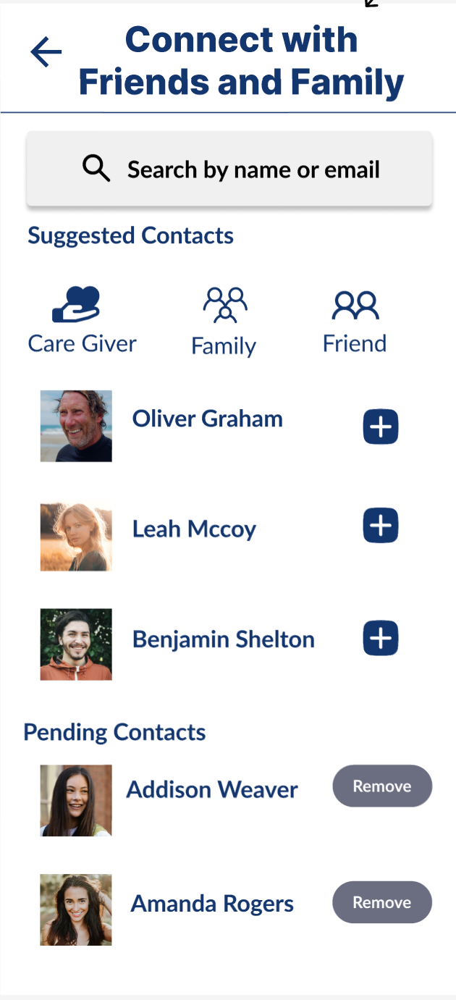 Connect with
Friends and Family
Search by name or email
Suggested Contacts
Care Giver Family Friend
Oliver Graham
Leah Mccoy
Benjamin Shelton
Pending Contacts
Addison Weaver Remove
Amanda Rogers Remove